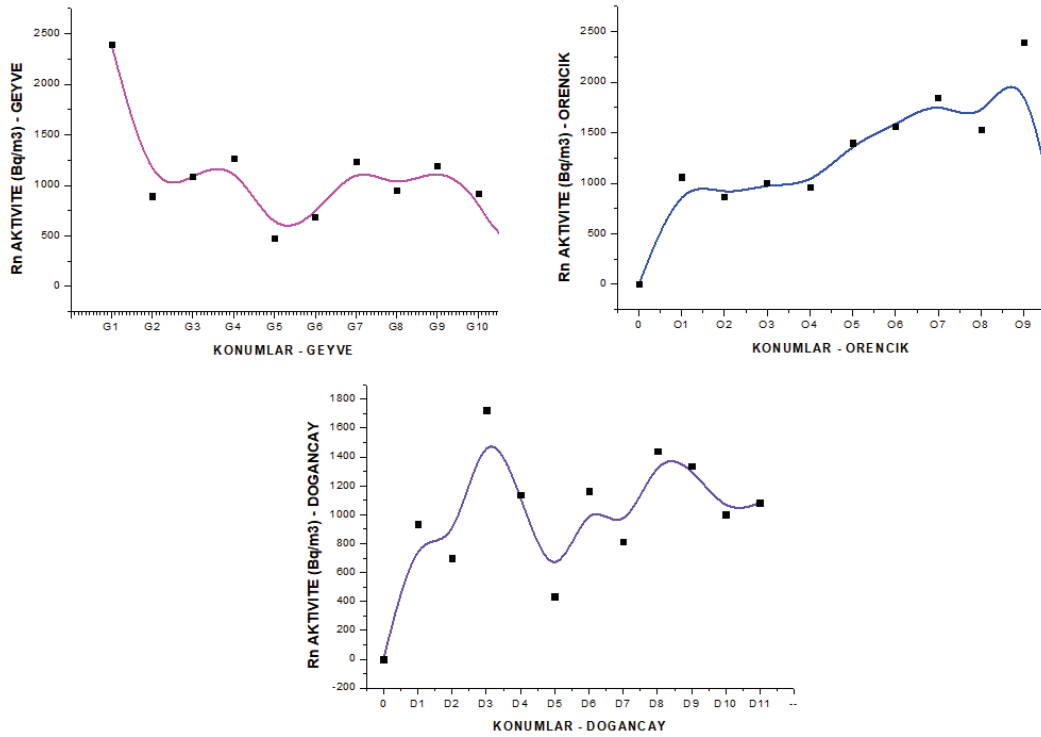 Rn AKTIVITE (Bq/m3) - GEYVE
2500
2000
1500
1000
500
0
G1 G2 G3 G4 G5 G6 G7 G8 G9 G10
KONUMLAR - GEYVE
Rn AKTIVITE (Bq/m3) - ORENCIK
2500
2000
1500
1000
500
0
0 O1 O2 O3 O4 O5 O6 O7 O8 O9
KONUMLAR - ORENCIK
Rn AKTIVITE (Bq/m3) - DOGANCAY
1800
1600
1400
1200
1000
800
600
400
200
0
-200
0 D1 D2 D3 D4 D5 D6 D7 D8 D9 D10 D11 --
KONUMLAR - DOGANCAY